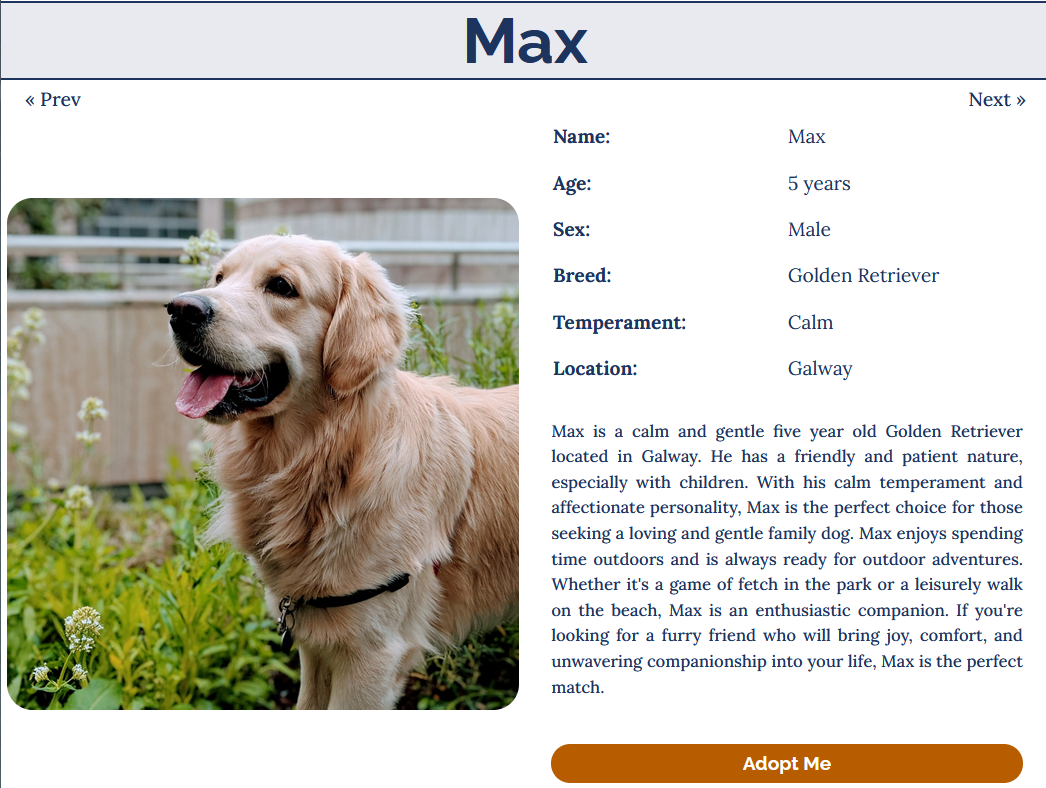 Max
« Prev
Next »
Name: Max
Age: 5 years
Sex: Male
Breed: Golden Retriever
Temperament: Calm
Location: Galway
Max is a calm and gentle five year old Golden Retriever
located in Galway. He has a friendly and patient nature,
especially with children. With his calm temperament and
affectionate personality, Max is the perfect choice for those
seeking a loving and gentle family dog. Max enjoys spending
time outdoors and is always ready for outdoor adventures.
Whether it's a game of fetch in the park or a leisurely walk
on the beach, Max is an enthusiastic companion. If you're
looking for a furry friend who will bring joy, comfort, and
unwavering companionship into your life, Max is the perfect
match.
Adopt Me